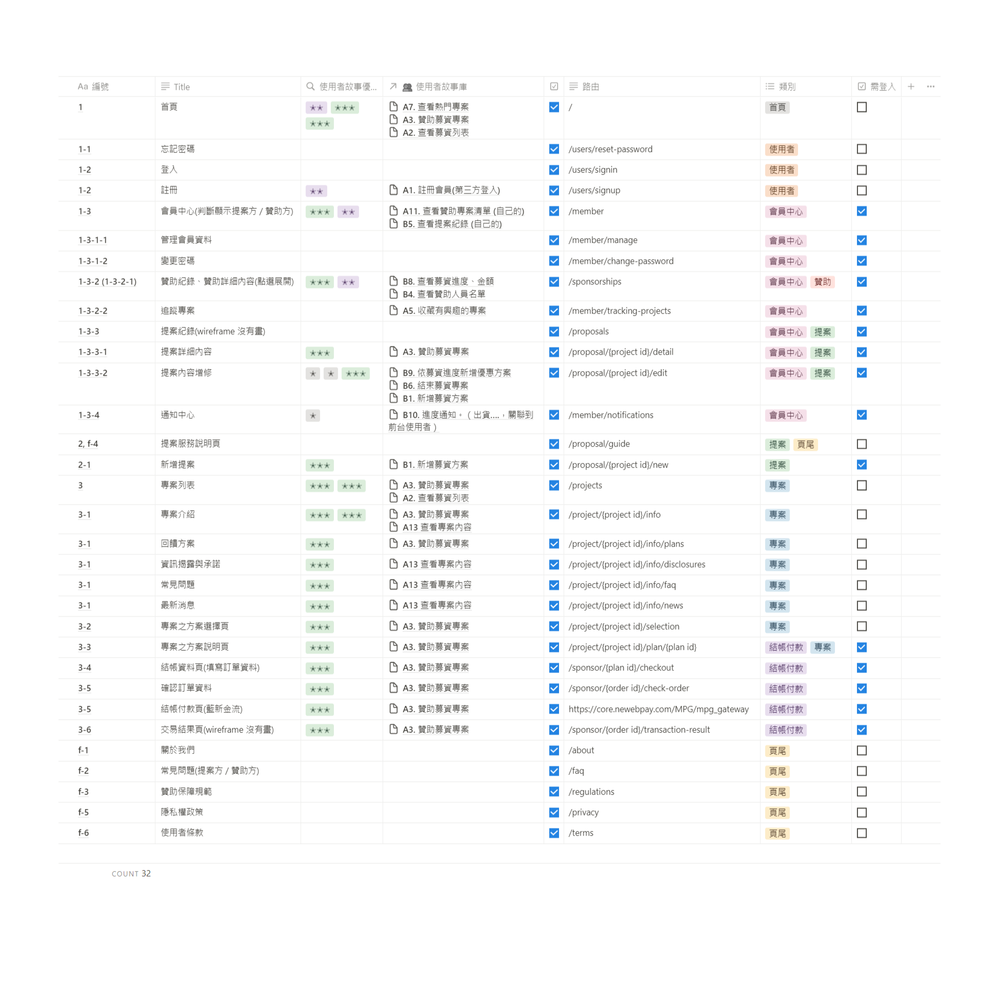 Aa 編號 Title 使用者故事優... 使用者故事庫 路由 類別 需登入 + ...
1 首頁 ★★ ★★★ A7. 查看熱門專案 / 首頁
★★★ A3. 贊助募資專案
A2. 查看募資列表
1-1 忘記密碼 /users/reset-password 使用者
1-2 登入 /users/signin 使用者
1-2 註冊 ★★ A1. 註冊會員(第三方登入) /users/signup 使用者
1-3 會員中心(判斷顯示提案方 / 贊助方) ★★★ ★★ A11. 查看贊助專案清單 (自己的) /member 會員中心
B5. 查看提案紀錄 (自己的)
1-3-1-1 管理會員資料 /member/manage 會員中心
1-3-1-2 變更密碼 /member/change-password 會員中心
1-3-2 (1-3-2-1) 贊助紀錄、贊助詳細內容(點選展開) ★★★ ★★ B8. 查看募資進度、金額 /sponsorships 會員中心 贊助
B4. 查看贊助人員名單
1-3-2-2 追蹤專案 A5. 收藏有興趣的專案 /member/tracking-projects 會員中心
1-3-3 提案紀錄(wireframe 沒有畫) /proposals 會員中心 提案
1-3-3-1 提案詳細內容 ★★★ A3. 贊助募資專案 /proposal/{project id}/detail 會員中心 提案
1-3-3-2 提案內容增修 ★ ★ ★★★ B9. 依募資進度新增優惠方案 /proposal/{project id}/edit 會員中心 提案
B6. 結束募資專案
B1. 新增募資方案
1-3-4 通知中心 ★ B10. 進度通知。 ( 出貨....，關聯到 /member/notifications 會員中心
前台使用者 )
2, f-4 提案服務說明頁 /proposal/guide 提案 頁尾
2-1 新增提案 ★★★ B1. 新增募資方案 /proposal/{project id}/new 提案
3 專案列表 ★★★ ★★★ A3. 贊助募資專案 /projects 專案
A2. 查看募資列表
3-1 專案介紹 ★★★ ★★★ A3. 贊助募資專案 /project/{project id}/info 專案
A13 查看專案內容
3-1 回饋方案 ★★★ A3. 贊助募資專案 /project/{project id}/info/plans 專案
3-1 資訊揭露與承諾 ★★★ A13 查看專案內容 /project/{project id}/info/disclosures 專案
3-1 常見問題 ★★★ A13 查看專案內容 /project/{project id}/info/faq 專案
3-1 最新消息 ★★★ A13 查看專案內容 /project/{project id}/info/news 專案
3-2 專案之方案選擇頁 ★★★ A3. 贊助募資專案 /project/{project id}/selection 專案
3-3 專案之方案說明頁 ★★★ A3. 贊助募資專案 /project/{project id}/plan/{plan id} 結帳付款 專案
3-4 結帳資料頁(填寫訂單資料) ★★★ A3. 贊助募資專案 /sponsor/{plan id}/checkout 結帳付款
3-5 確認訂單資料 ★★★ A3. 贊助募資專案 /sponsor/{order id}/check-order 結帳付款
3-5 結帳付款頁(藍新金流) ★★★ A3. 贊助募資專案 https://core.newebpay.com/MPG/mpg_gateway 結帳付款
3-6 交易結果頁(wireframe 沒有畫) ★★★ A3. 贊助募資專案 /sponsor/{order id}/transaction-result 結帳付款
f-1 關於我們 /about 頁尾
f-2 常見問題(提案方 / 贊助方) /faq 頁尾
f-3 贊助保障規範 /regulations 頁尾
f-5 隱私權政策 /privacy 頁尾
f-6 使用者條款 /terms 頁尾
COUNT 32